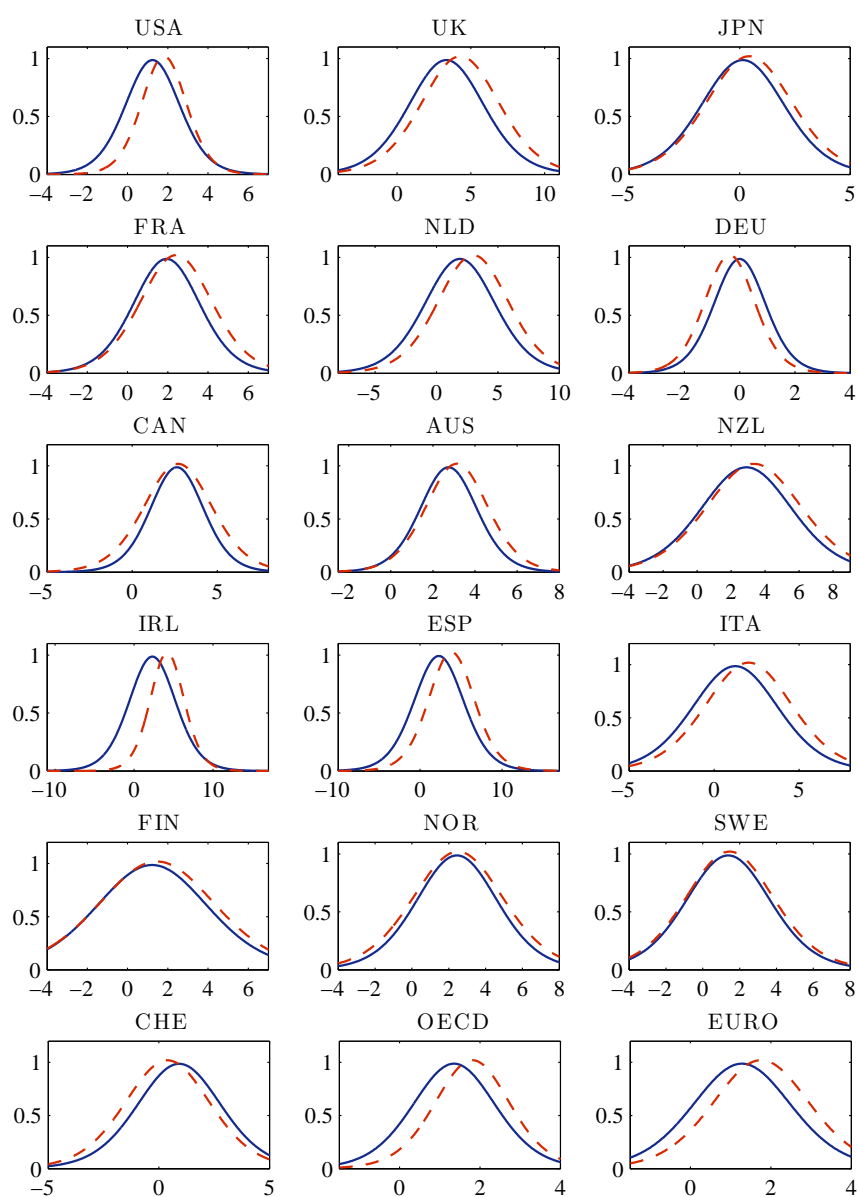 USA UK JPN
1 1 1
0.5 0.5 0.5
0 0 0
−4 −2 0 2 4 6 0 5 10 −5 0 5
FRA NLD DEU
1 1 1
0.5 0.5 0.5
0 0 0
−4 −2 0 2 4 6 −5 0 5 10 −4 −2 0 2 4
CAN AUS NZL
1 1 1
0.5 0.5 0.5
0 0 0
−5 0 5 −2 0 2 4 6 8 −4 −2 0 2 4 6 8
IRL ESP ITA
1 1 1
0.5 0.5 0.5
0 0 0
−10 0 10 −10 0 10 −5 0 5
FIN NOR SWE
1 1 1
0.5 0.5 0.5
0 0 0
−4 −2 0 2 4 6 −4 −2 0 2 4 6 8 −4 −2 0 2 4 6 8
CHE OECD EURO
1 1 1
0.5 0.5 0.5
0 0 0
−5 0 5 0 2 4 0 2 4